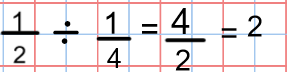 1/2 ÷ 1/4 = 4/2 = 2